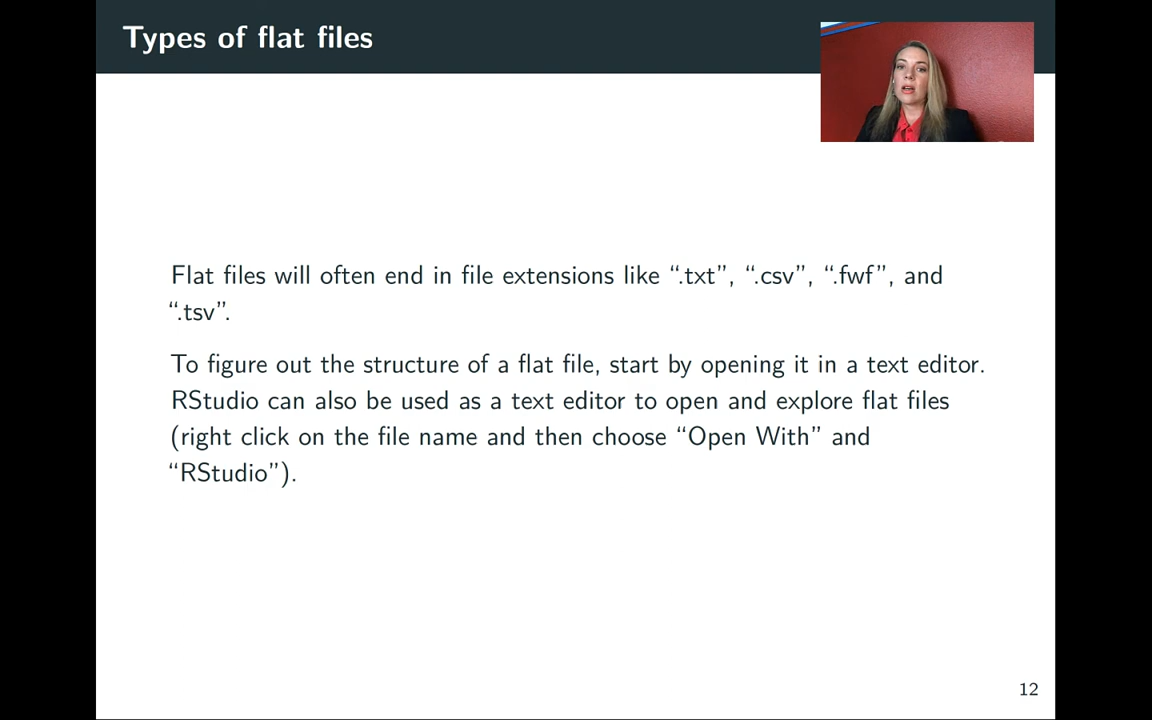 Types of flat files
Flat files will often end in file extensions like “.txt”, “.csv”, “.fwf”, and
“.tsv”.
To figure out the structure of a flat file, start by opening it in a text editor.
RStudio can also be used as a text editor to open and explore flat files
(right click on the file name and then choose “Open With” and
“RStudio”).
12